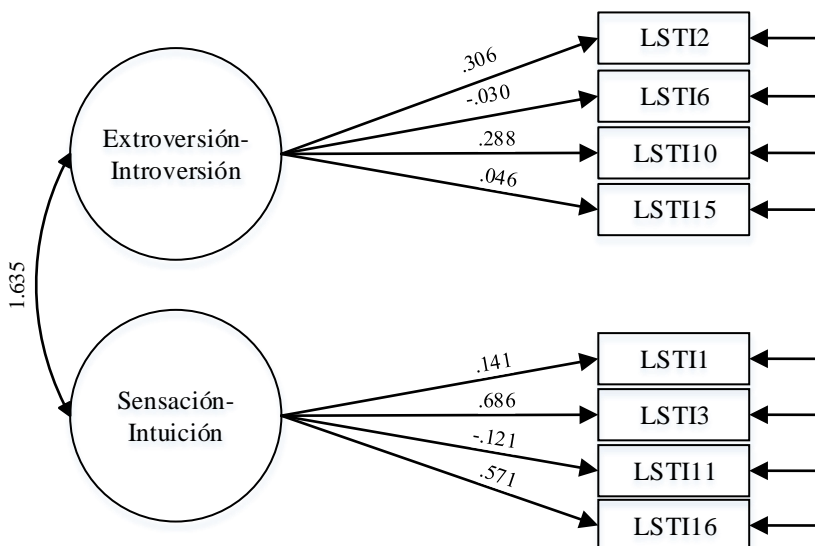 LSTI2
.306
-.030
LSTI6
Extroversión-
Introversión
.288
LSTI10
.046
LSTI15
1.635
.141
LSTI1
Sensación-
Intuición
.686
LSTI3
-.121
LSTI11
.571
LSTI16